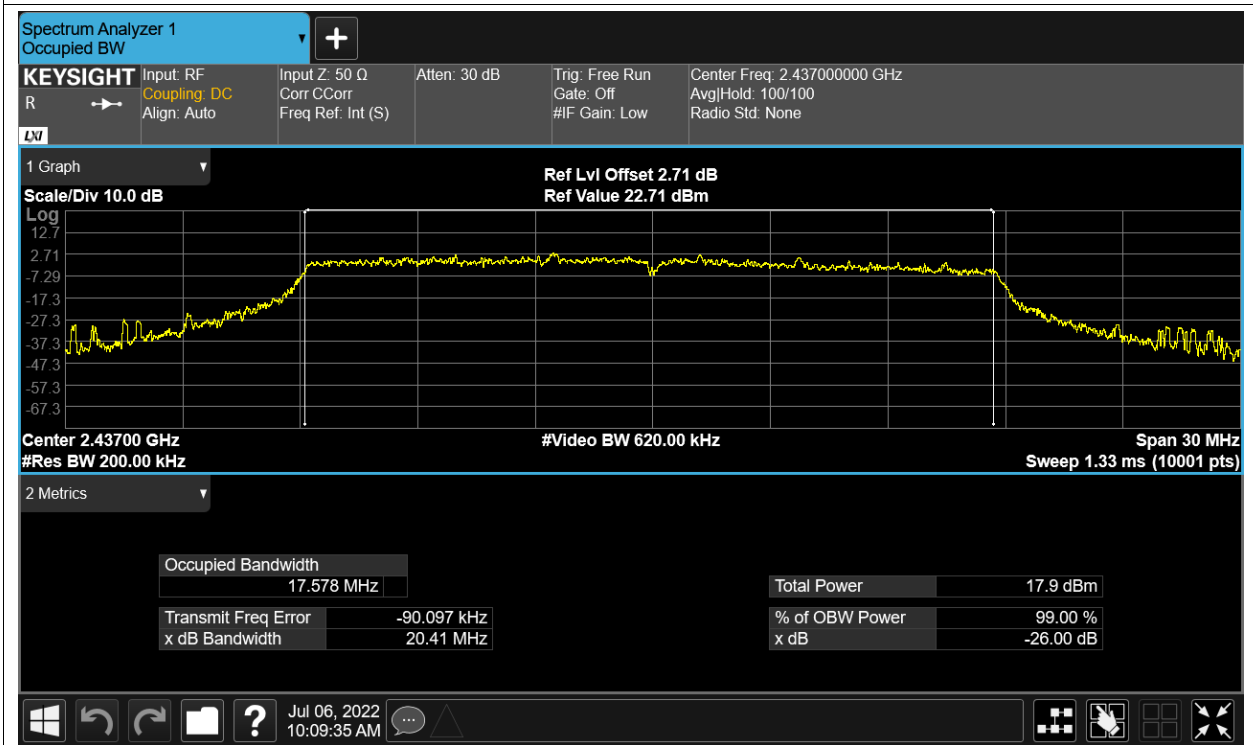 Spectrum Analyzer 1
Occupied BW
KEYSIGHT
R
LXI
Input: RF
Coupling: DC
Align: Auto
Input Z: 50 Ω
Corr CCorr
Freq Ref: Int (S)
Atten: 30 dB
Trig: Free Run
Gate: Off
#IF Gain: Low
Center Freq: 2.437000000 GHz
Avg|Hold: 100/100
Radio Std: None
1 Graph
Scale/Div 10.0 dB
Ref Lvl Offset 2.71 dB
Ref Value 22.71 dBm
Log
12.7
2.71
-7.29
-17.3
-27.3
-37.3
-47.3
-57.3
-67.3
Center 2.43700 GHz
#Res BW 200.00 kHz
#Video BW 620.00 kHz
Span 30 MHz
Sweep 1.33 ms (10001 pts)
2 Metrics
Occupied Bandwidth
17.578 MHz
Transmit Freq Error -90.097 kHz
x dB Bandwidth 20.41 MHz
Total Power 17.9 dBm
% of OBW Power 99.00 %
x dB -26.00 dB
?
Jul 06, 2022
10:09:35 AM